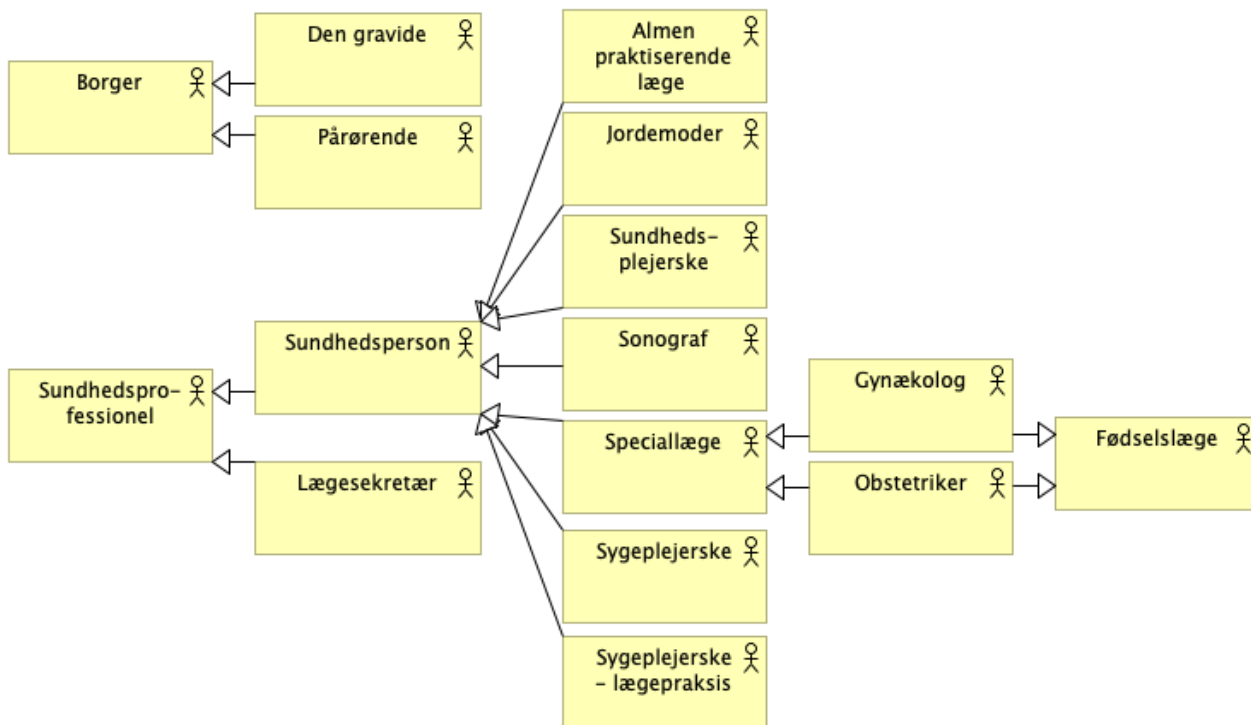 Den gravide
Borger
Pårørende
Almen
praktiserende
læge
Jordemoder
Sundheds-
plejerske
Sundhedsperson
Sonograf
Sundhedspro-
fessionel
Gynækolog
Speciallæge
Fødselslæge
Lægesekretær
Obstetriker
Sygeplejerske
Sygeplejerske
- lægepraksis